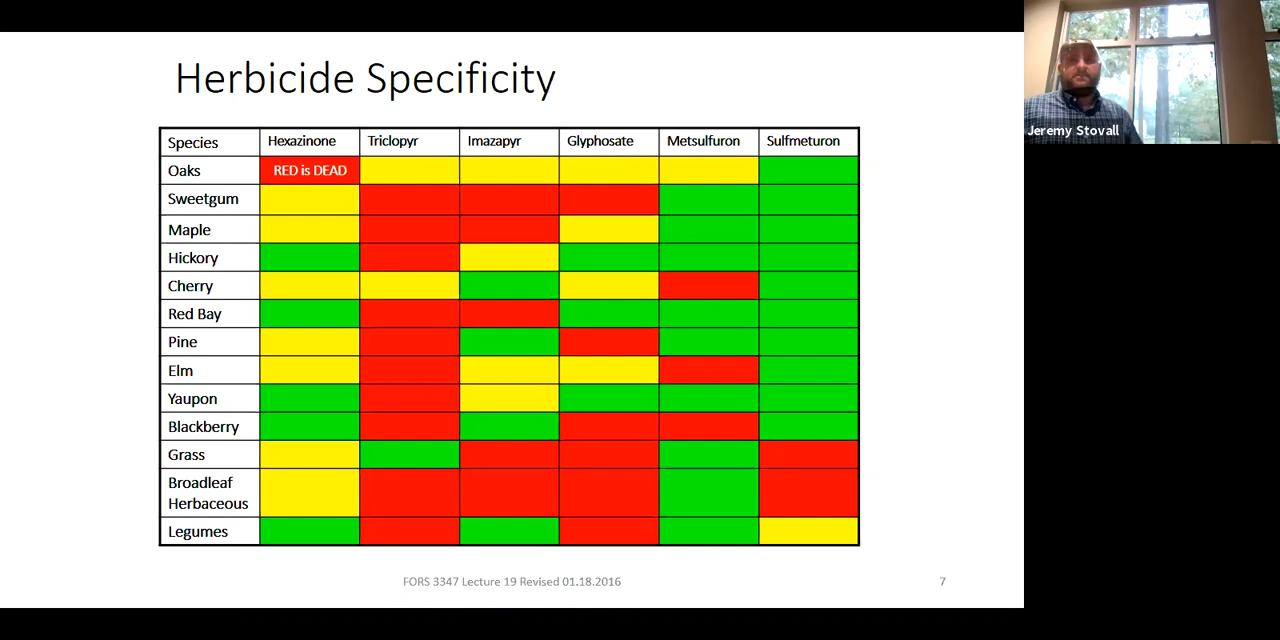 Herbicide Specificity
Species Hexazinone Triclopyr Imazapyr Glyphosate Metsulfuron Sulfmeturon
Oaks RED is DEAD
Sweetgum
Maple
Hickory
Cherry
Red Bay
Pine
Elm
Yaupon
Blackberry
Grass
Broadleaf
Herbaceous
Legumes
FORS 3347 Lecture 19 Revised 01.18.2016 7
Jeremy Stovall